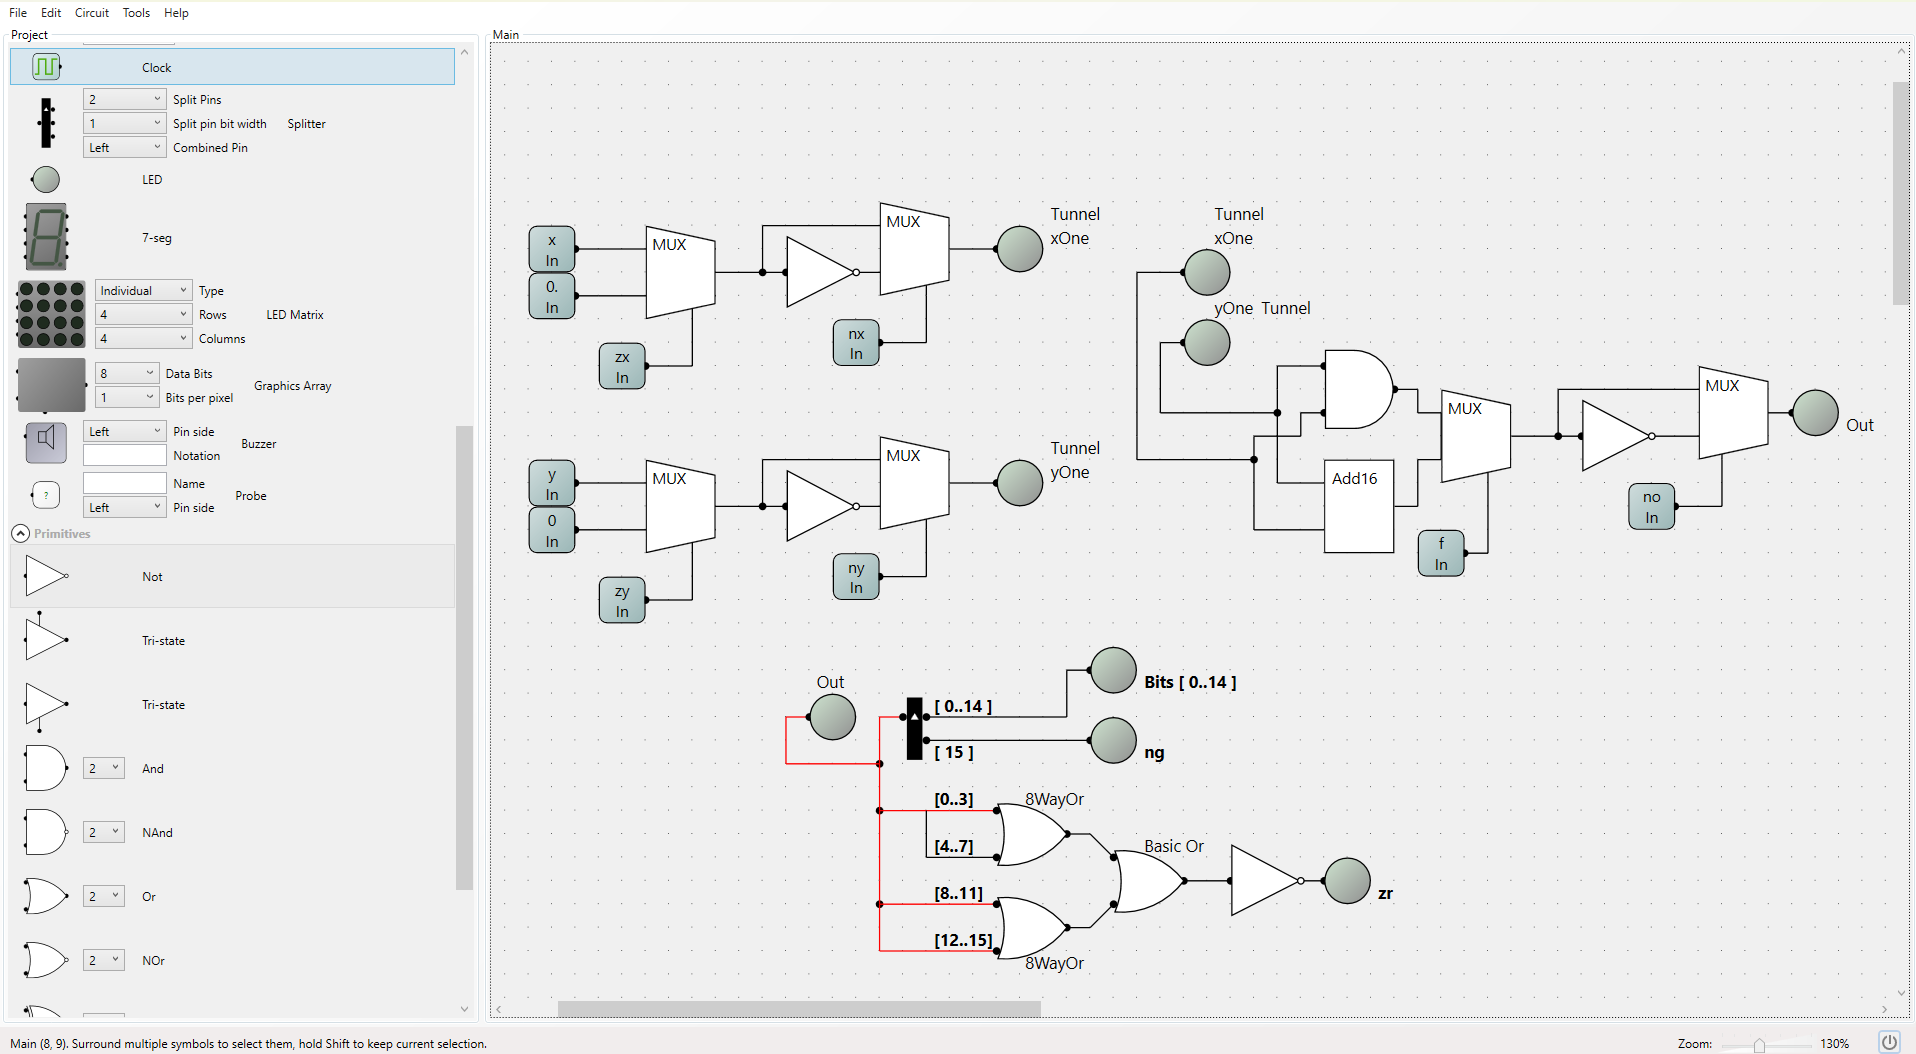 File Edit Circuit Tools Help
Project
Clock
2 Split Pins
1 Split pin bit width Splitter
Left Combined Pin
LED
7-seg
Individual Type
4 Rows LED Matrix
4 Columns
8 Data Bits
1 Bits per pixel Graphics Array
Left Pin side
Buzzer
Notation
Name
? Probe
Left Pin side
Primitives
Not
Tri-state
Tri-state
2 And
2 NAnd
2 Or
2 NOr
Main
x
In
0.
In
MUX
zx
In
MUX
nx
In
Tunnel
xOne
y
In
0
In
MUX
zy
In
MUX
ny
In
Tunnel
yOne
Tunnel
xOne
yOne Tunnel
Add16
MUX
f
In
MUX
no
In
Out
Out
[ 0..14 ]
[ 15 ]
Bits [ 0..14 ]
ng
[0..3]
8WayOr
[4..7]
Basic Or
[8..11]
[12..15]
8WayOr
zr
Main (8, 9). Surround multiple symbols to select them, hold Shift to keep current selection.
Zoom: 130%